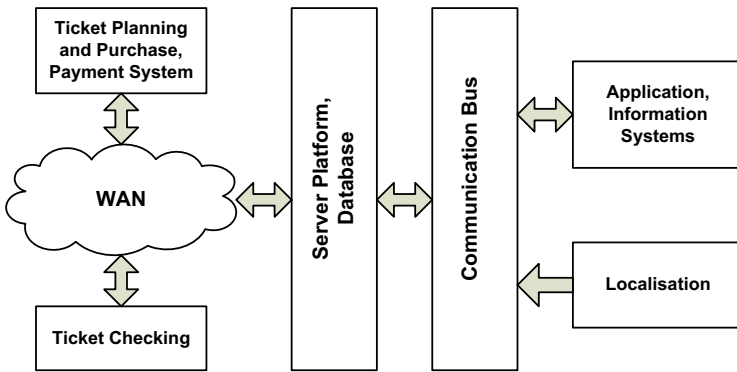 Ticket Planning
and Purchase,
Payment System
WAN
Ticket Checking
Server Platform,
Database
Communication Bus
Application,
Information
Systems
Localisation